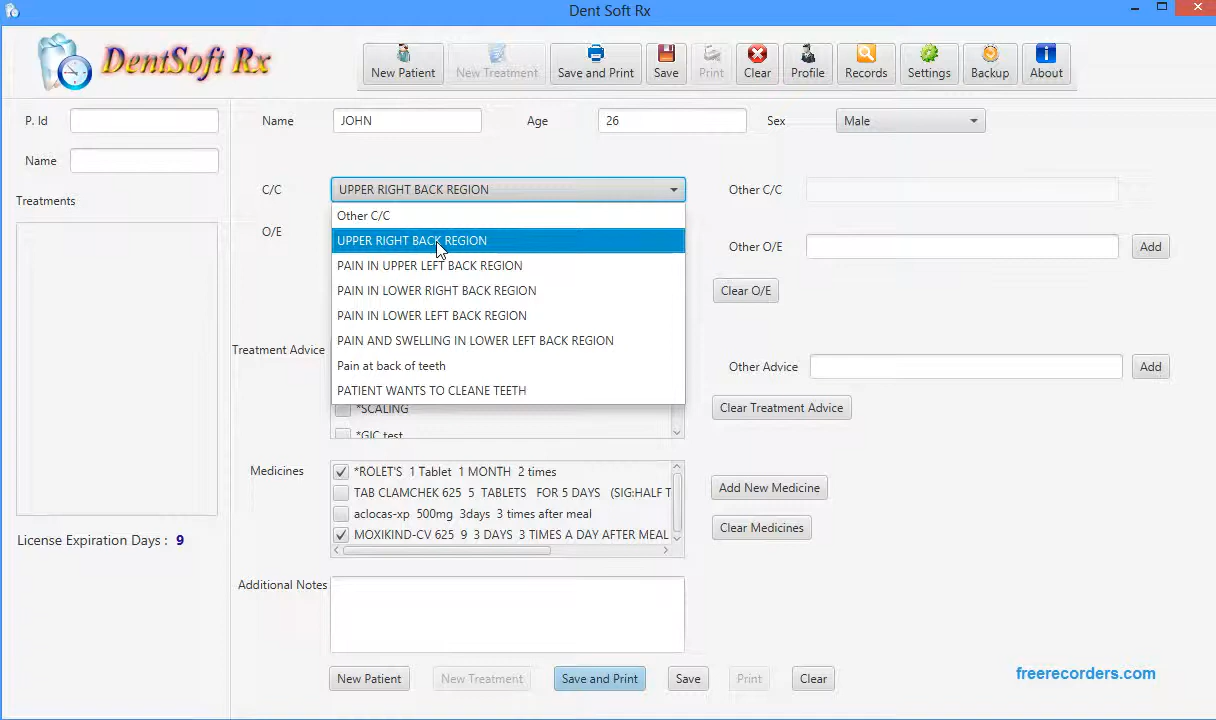 Dent Soft Rx
DentSoft Rx
New Patient
New Treatment
Save and Print
Save
Print
Clear
Profile
Records
Settings
Backup
About
P. Id
Name JOHN Age 26 Sex Male
Name
Treatments
C/C UPPER RIGHT BACK REGION Other C/C
Other C/C
O/E
UPPER RIGHT BACK REGION
Other O/E Add
PAIN IN UPPER LEFT BACK REGION
PAIN IN LOWER RIGHT BACK REGION
Clear O/E
PAIN IN LOWER LEFT BACK REGION
PAIN AND SWELLING IN LOWER LEFT BACK REGION
Treatment Advice
Pain at back of teeth
Other Advice Add
PATIENT WANTS TO CLEANE TEETH
*SCALING
Clear Treatment Advice
*GIC test
Medicines
*ROLET'S 1 Tablet 1 MONTH 2 times
TAB CLAMCHEK 625 5 TABLETS FOR 5 DAYS (SIG:HALF T
Add New Medicine
aclocas-xp 500mg 3days 3 times after meal
MOXIKIND-CV 625 9 3 DAYS 3 TIMES A DAY AFTER MEAL
Clear Medicines
License Expiration Days : 9
Additional Notes
New Patient
New Treatment
Save and Print
Save
Print
Clear
freerecorders.com